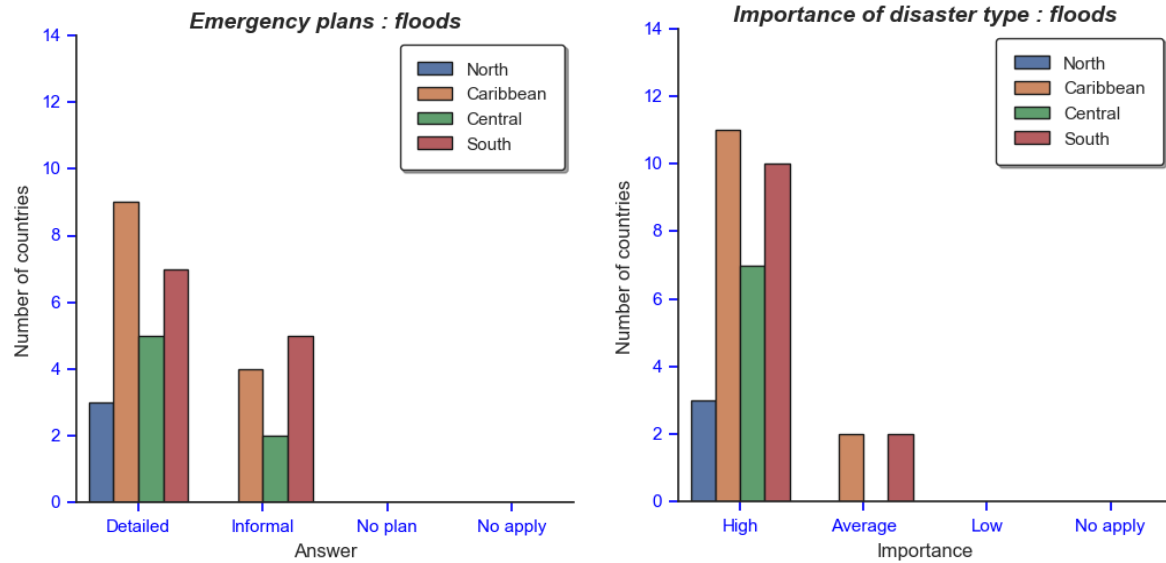 Emergency plans : floods
14
12
10
8
6
4
2
0
Number of countries
North
Caribbean
Central
South
Detailed
Informal
No plan
No apply
Answer
Importance of disaster type : floods
14
12
10
8
6
4
2
0
Number of countries
North
Caribbean
Central
South
High
Average
Low
No apply
Importance